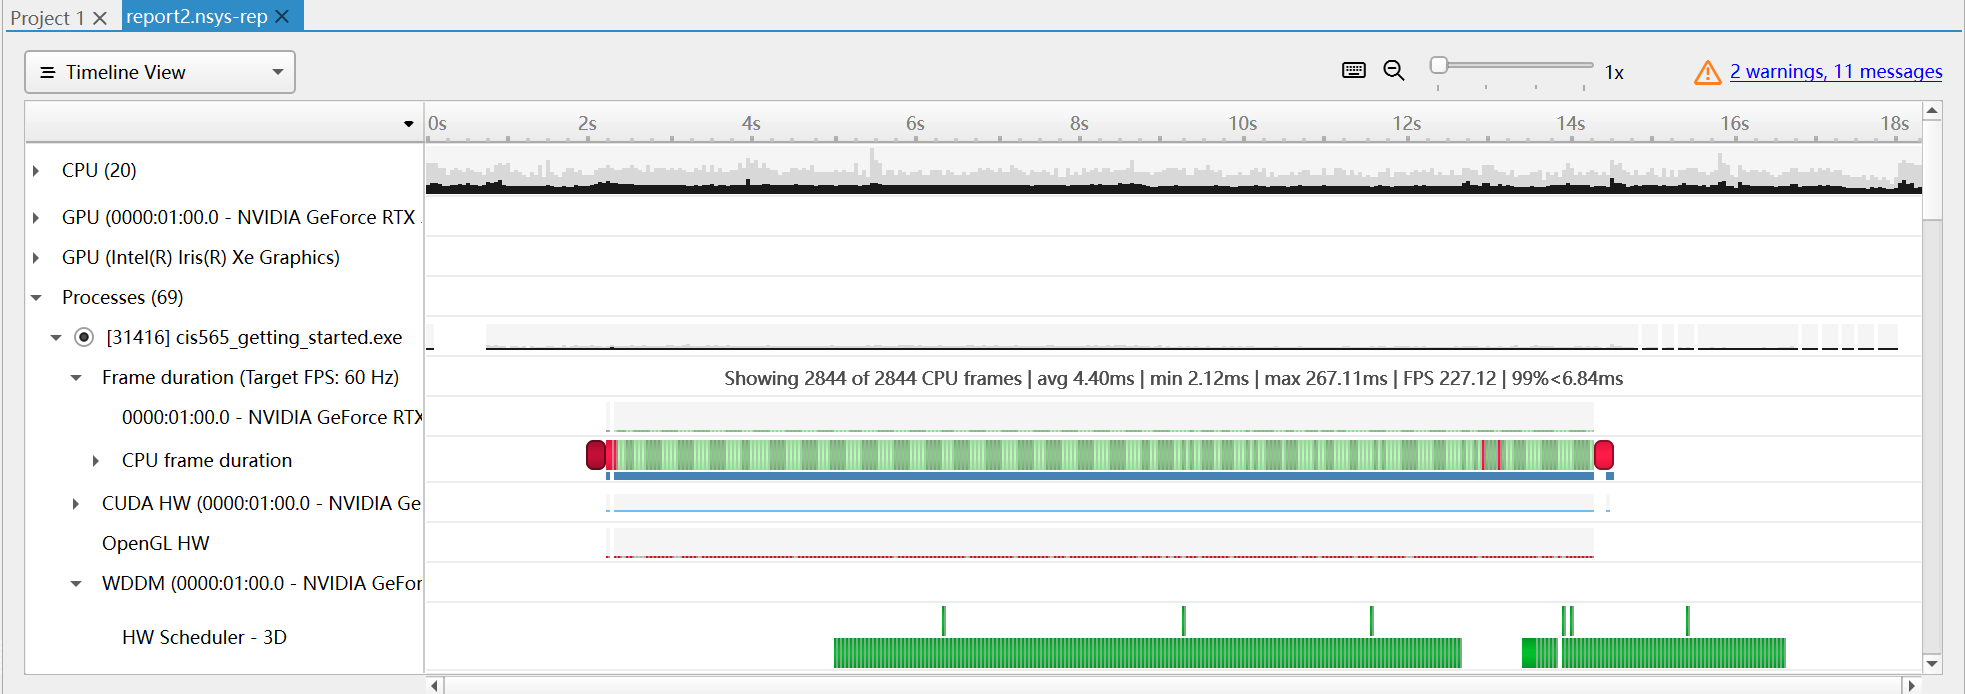 Project 1
report2.nsys-rep
Timeline View
1x
2 warnings, 11 messages
0s 2s 4s 6s 8s 10s 12s 14s 16s 18s
CPU (20)
GPU (0000:01:00.0 - NVIDIA GeForce RTX
GPU (Intel(R) Iris(R) Xe Graphics)
Processes (69)
[31416] cis565_getting_started.exe
Frame duration (Target FPS: 60 Hz)
Showing 2844 of 2844 CPU frames | avg 4.40ms | min 2.12ms | max 267.11ms | FPS 227.12 | 99%<6.84ms
0000:01:00.0 - NVIDIA GeForce RTX
CPU frame duration
CUDA HW (0000:01:00.0 - NVIDIA Ge
OpenGL HW
WDDM (0000:01:00.0 - NVIDIA GeFor
HW Scheduler - 3D